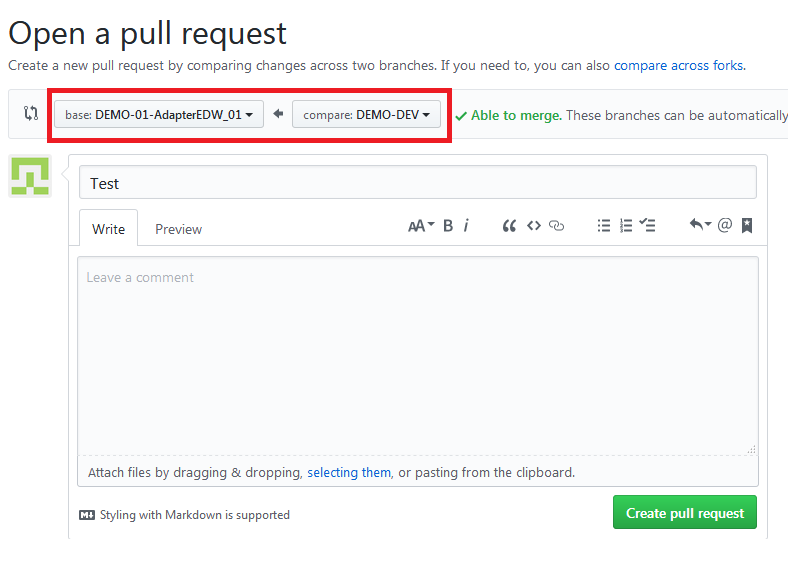 Open a pull request
Create a new pull request by comparing changes across two branches. If you need to, you can also compare across forks.
base: DEMO-01-AdapterEDW_01 compare: DEMO-DEV Able to merge. These branches can be automatically
Test
Write Preview AA B i @
Leave a comment
Attach files by dragging & dropping, selecting them, or pasting from the clipboard.
Styling with Markdown is supported Create pull request